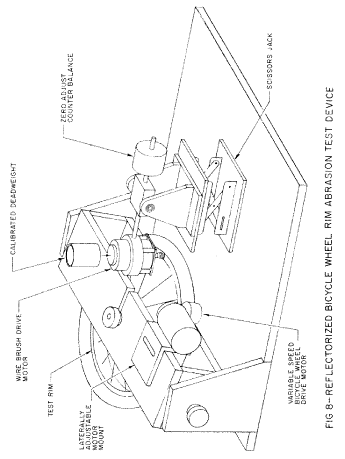 ZERO ADJUST
COUNTER BALANCE
SCISSORS JACK
CALIBRATED DEADWEIGHT
WIRE BRUSH DRIVE
MOTOR
TEST RIM
LATERALLY
ADJUSTABLE
MOTOR
MOUNT
VARIABLE SPEED
BICYCLE WHEEL
DRIVE MOTOR
FIG 8-REFLECTORIZED BICYCLE WHEEL RIM ABRASION TEST DEVICE